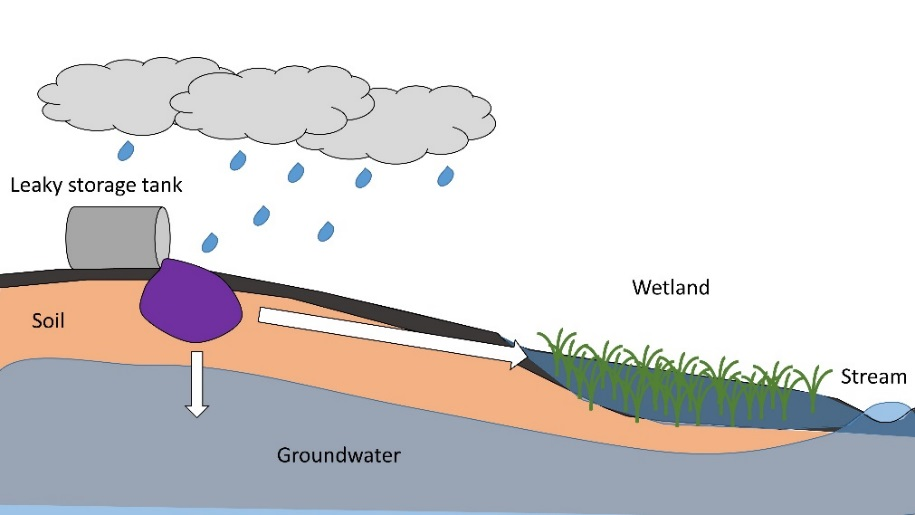 Leaky storage tank
Wetland
Soil
Stream
Groundwater